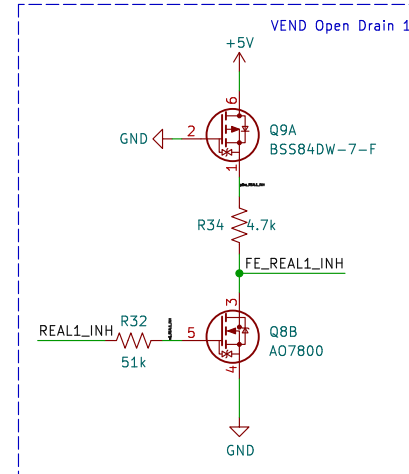 VEND Open Drain 1
+5V
6
Q9A
2
GND
BSS84DW-7-F
1
R34
4.7k
FE_REAL1_INH
3
R32
REAL1_INH
5
Q8B
51k
AO7800
4
GND